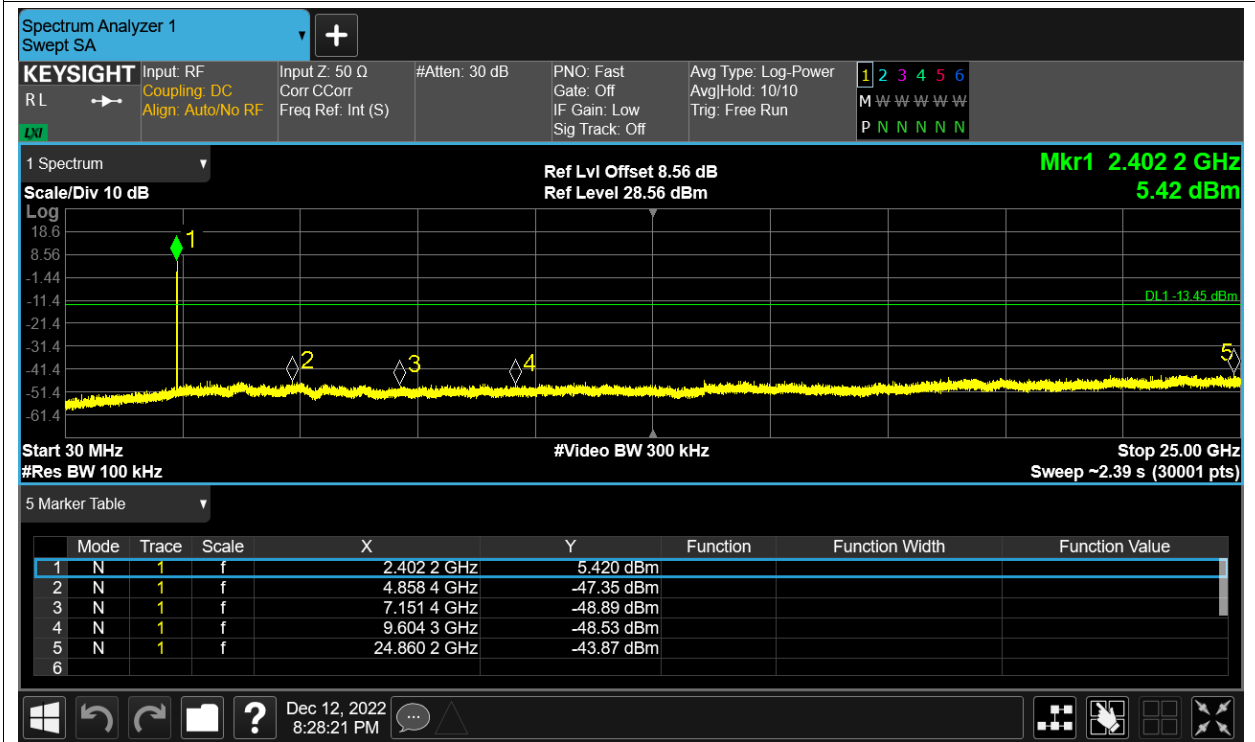 Spectrum Analyzer 1
Swept SA
+
KEYSIGHT Input: RF Input Z: 50 Ω #Atten: 30 dB PNO: Fast Avg Type: Log-Power 1 2 3 4 5 6
R L Coupling: DC Corr CCorr Gate: Off Avg|Hold: 10/10 M W W W W W
Align: Auto/No RF Freq Ref: Int (S) IF Gain: Low Trig: Free Run
LXI Sig Track: Off P N N N N N
1 Spectrum Ref Lvl Offset 8.56 dB Mkr1 2.402 2 GHz
Scale/Div 10 dB Ref Level 28.56 dBm 5.42 dBm
Log
18.6
1
8.56
-1.44
-11.4 DL1 -13.45 dBm
-21.4
-31.4
2 3 4 5
-41.4
-51.4
-61.4
Start 30 MHz #Video BW 300 kHz Stop 25.00 GHz
#Res BW 100 kHz Sweep ~2.39 s (30001 pts)
5 Marker Table
Mode Trace Scale X Y Function Function Width Function Value
1 N 1 f 2.402 2 GHz 5.420 dBm
2 N 1 f 4.858 4 GHz -47.35 dBm
3 N 1 f 7.151 4 GHz -48.89 dBm
4 N 1 f 9.604 3 GHz -48.53 dBm
5 N 1 f 24.860 2 GHz -43.87 dBm
6
? Dec 12, 2022
8:28:21 PM